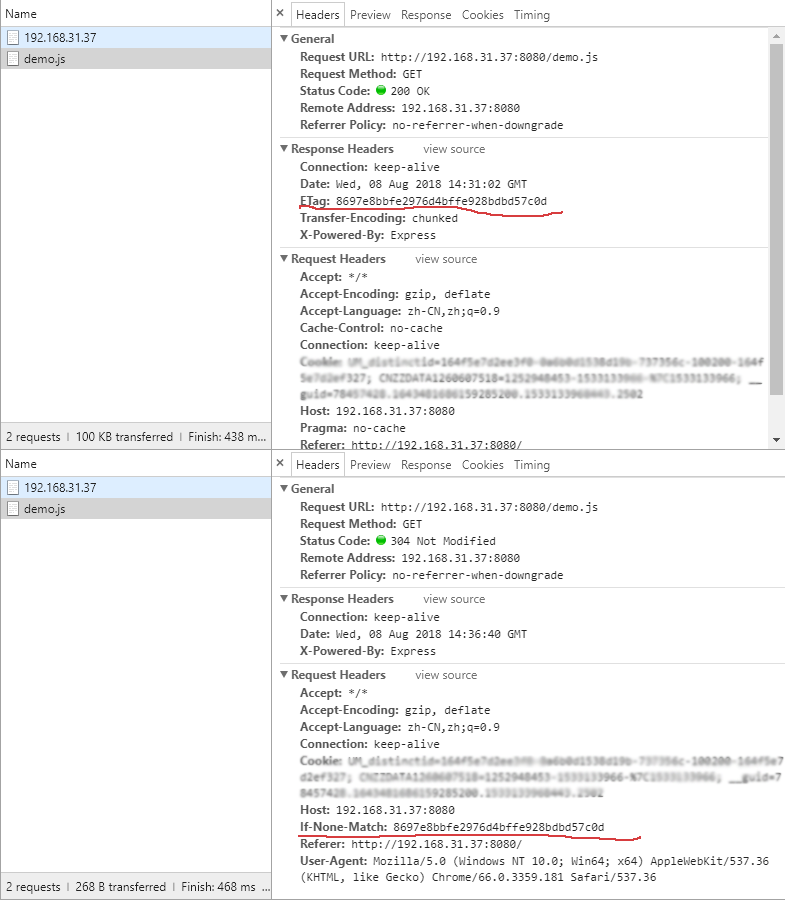 Name
192.168.31.37
demo.js
2 requests | 100 KB transferred | Finish: 438 m...
× Headers Preview Response Cookies Timing
▼ General
Request URL: http://192.168.31.37:8080/demo.js
Request Method: GET
Status Code: 200 OK
Remote Address: 192.168.31.37:8080
Referrer Policy: no-referrer-when-downgrade
▼ Response Headers view source
Connection: keep-alive
Date: Wed, 08 Aug 2018 14:31:02 GMT
ETag: 8697e8bbfe2976d4bffe928bdbd57c0d
Transfer-Encoding: chunked
X-Powered-By: Express
▼ Request Headers view source
Accept: */*
Accept-Encoding: gzip, deflate
Accept-Language: zh-CN,zh;q=0.9
Cache-Control: no-cache
Connection: keep-alive
Cookie:
Host: 192.168.31.37:8080
Pragma: no-cache
Referer: http://192.168.31.37:8080/
Name
192.168.31.37
demo.js
2 requests | 268 B transferred | Finish: 468 ms ...
× Headers Preview Response Cookies Timing
▼ General
Request URL: http://192.168.31.37:8080/demo.js
Request Method: GET
Status Code: 304 Not Modified
Remote Address: 192.168.31.37:8080
Referrer Policy: no-referrer-when-downgrade
▼ Response Headers view source
Connection: keep-alive
Date: Wed, 08 Aug 2018 14:36:40 GMT
X-Powered-By: Express
▼ Request Headers view source
Accept: */*
Accept-Encoding: gzip, deflate
Accept-Language: zh-CN,zh;q=0.9
Connection: keep-alive
Cookie:
Host: 192.168.31.37:8080
If-None-Match: 8697e8bbfe2976d4bffe928bdbd57c0d
Referer: http://192.168.31.37:8080/
User-Agent: Mozilla/5.0 (Windows NT 10.0; Win64; x64) AppleWebKit/537.36
(KHTML, like Gecko) Chrome/66.0.3359.181 Safari/537.36